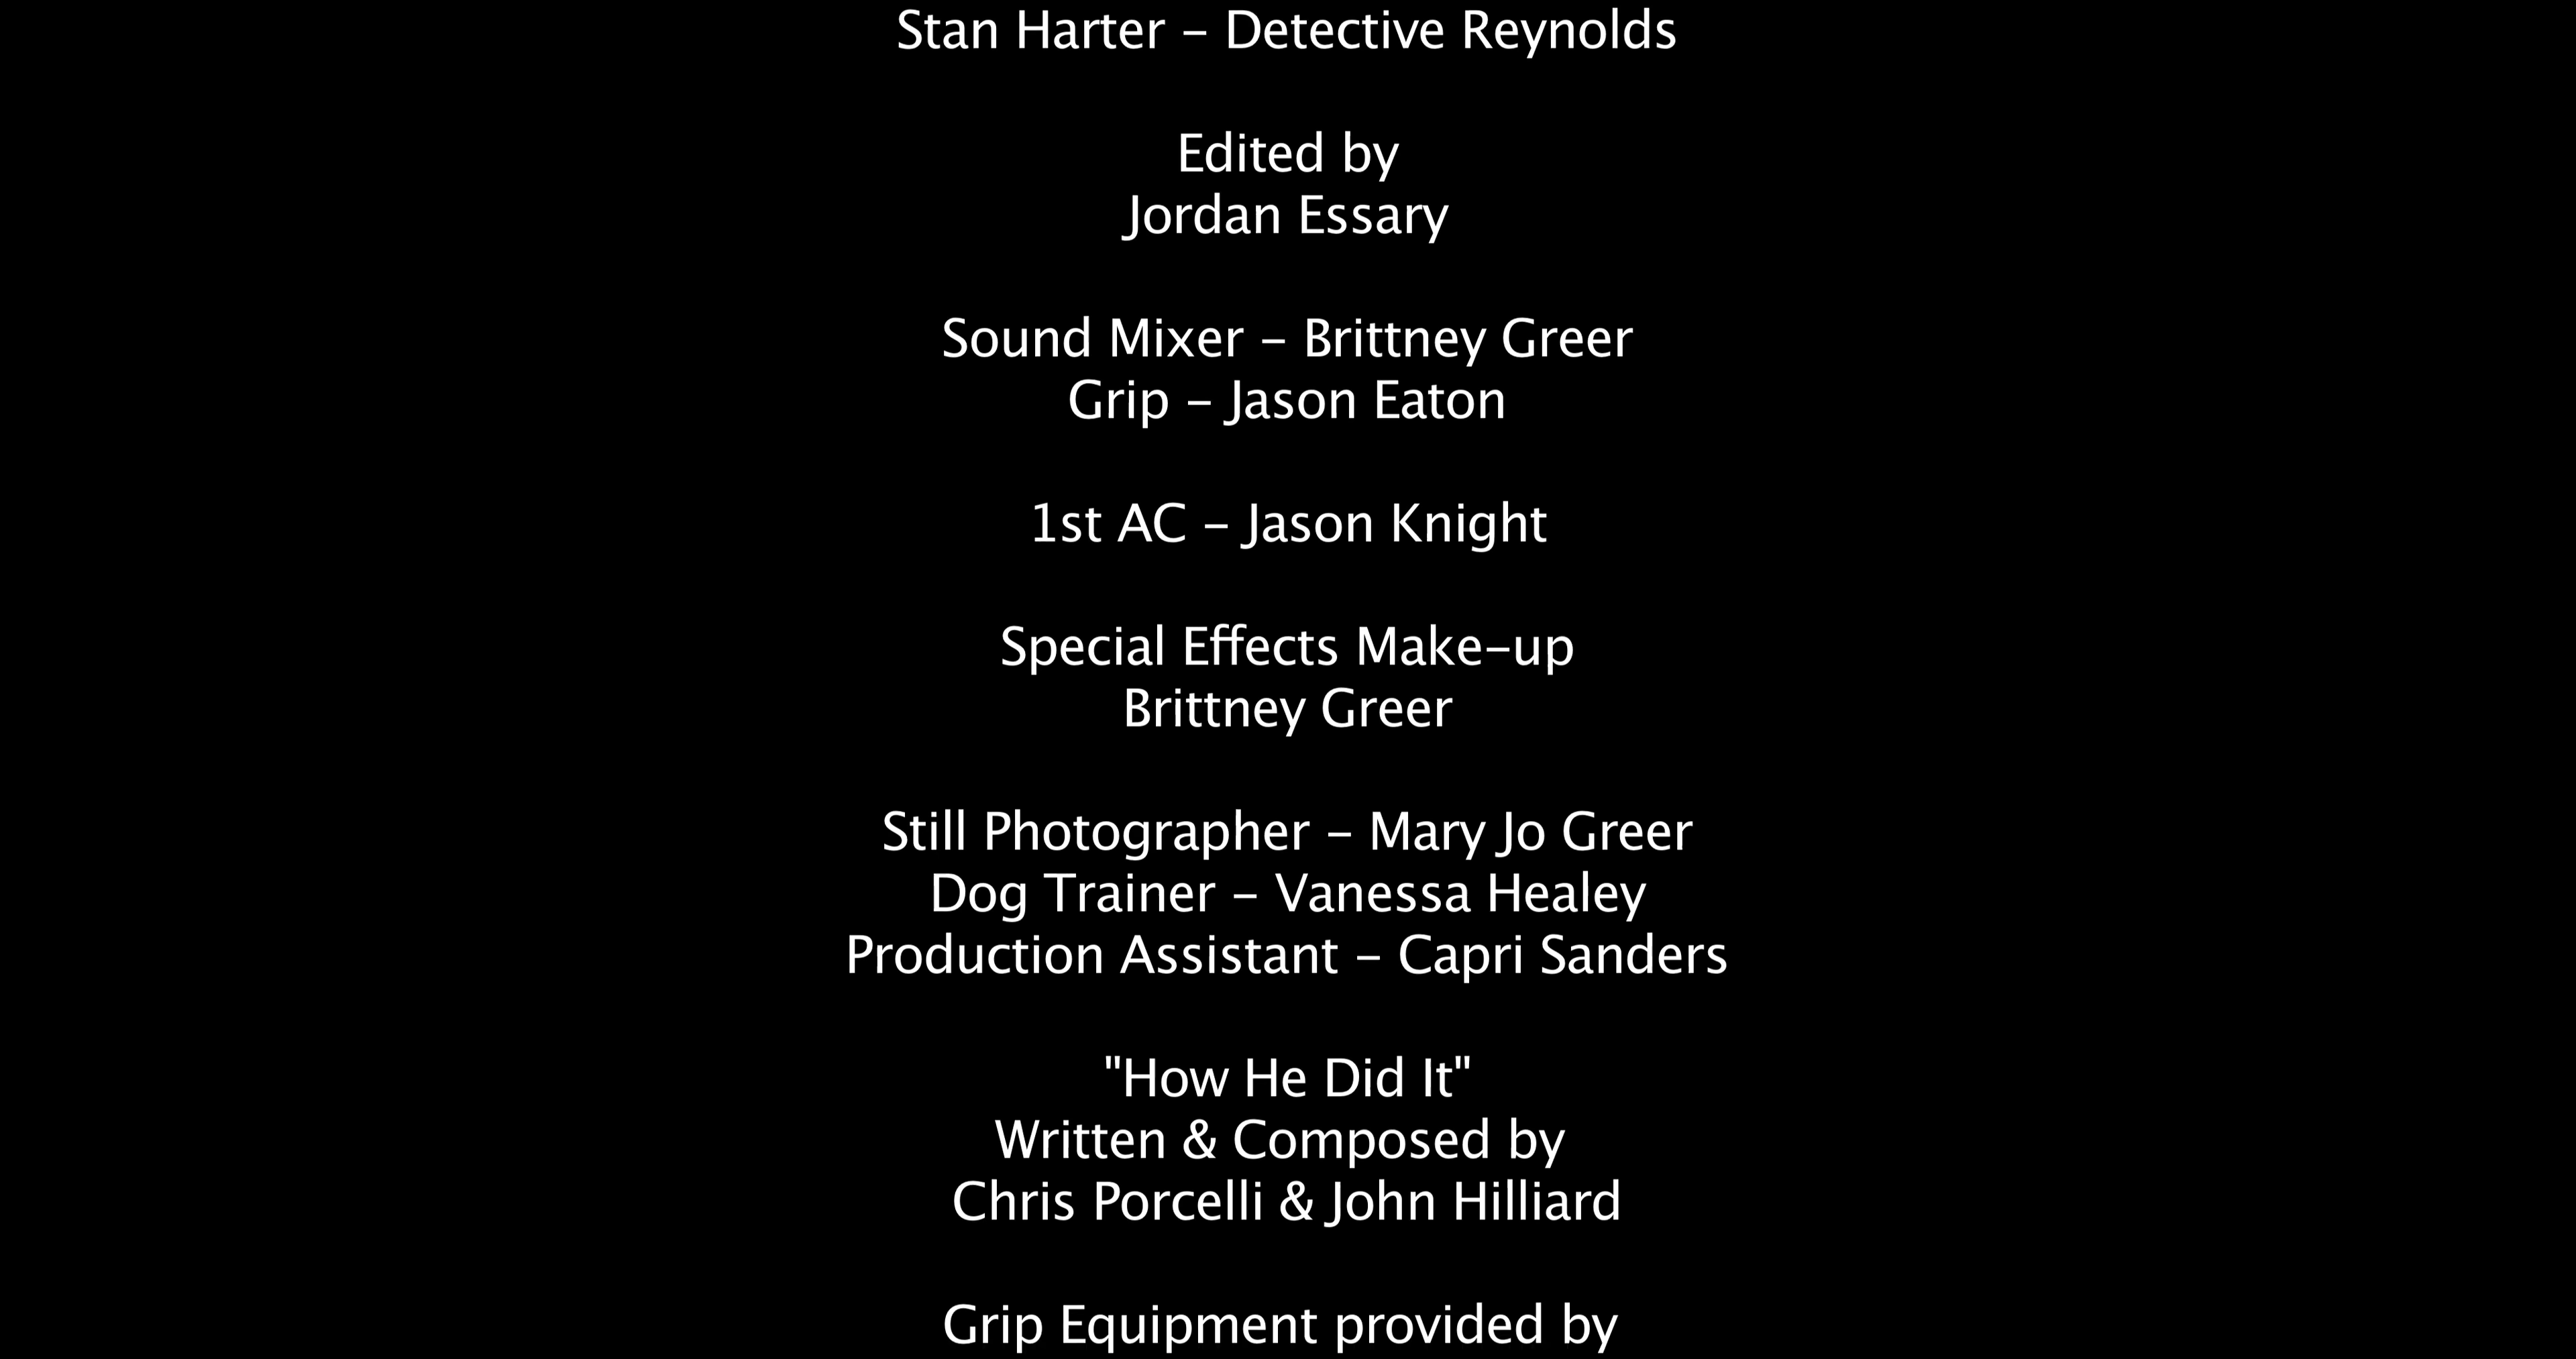 Stan Harter – Detective Reynolds
Edited by
Jordan Essary
Sound Mixer – Brittney Greer
Grip – Jason Eaton
1st AC – Jason Knight
Special Effects Make-up
Brittney Greer
Still Photographer – Mary Jo Greer
Dog Trainer – Vanessa Healey
Production Assistant – Capri Sanders
"How He Did It"
Written & Composed by
Chris Porcelli & John Hilliard
Grip Equipment provided by